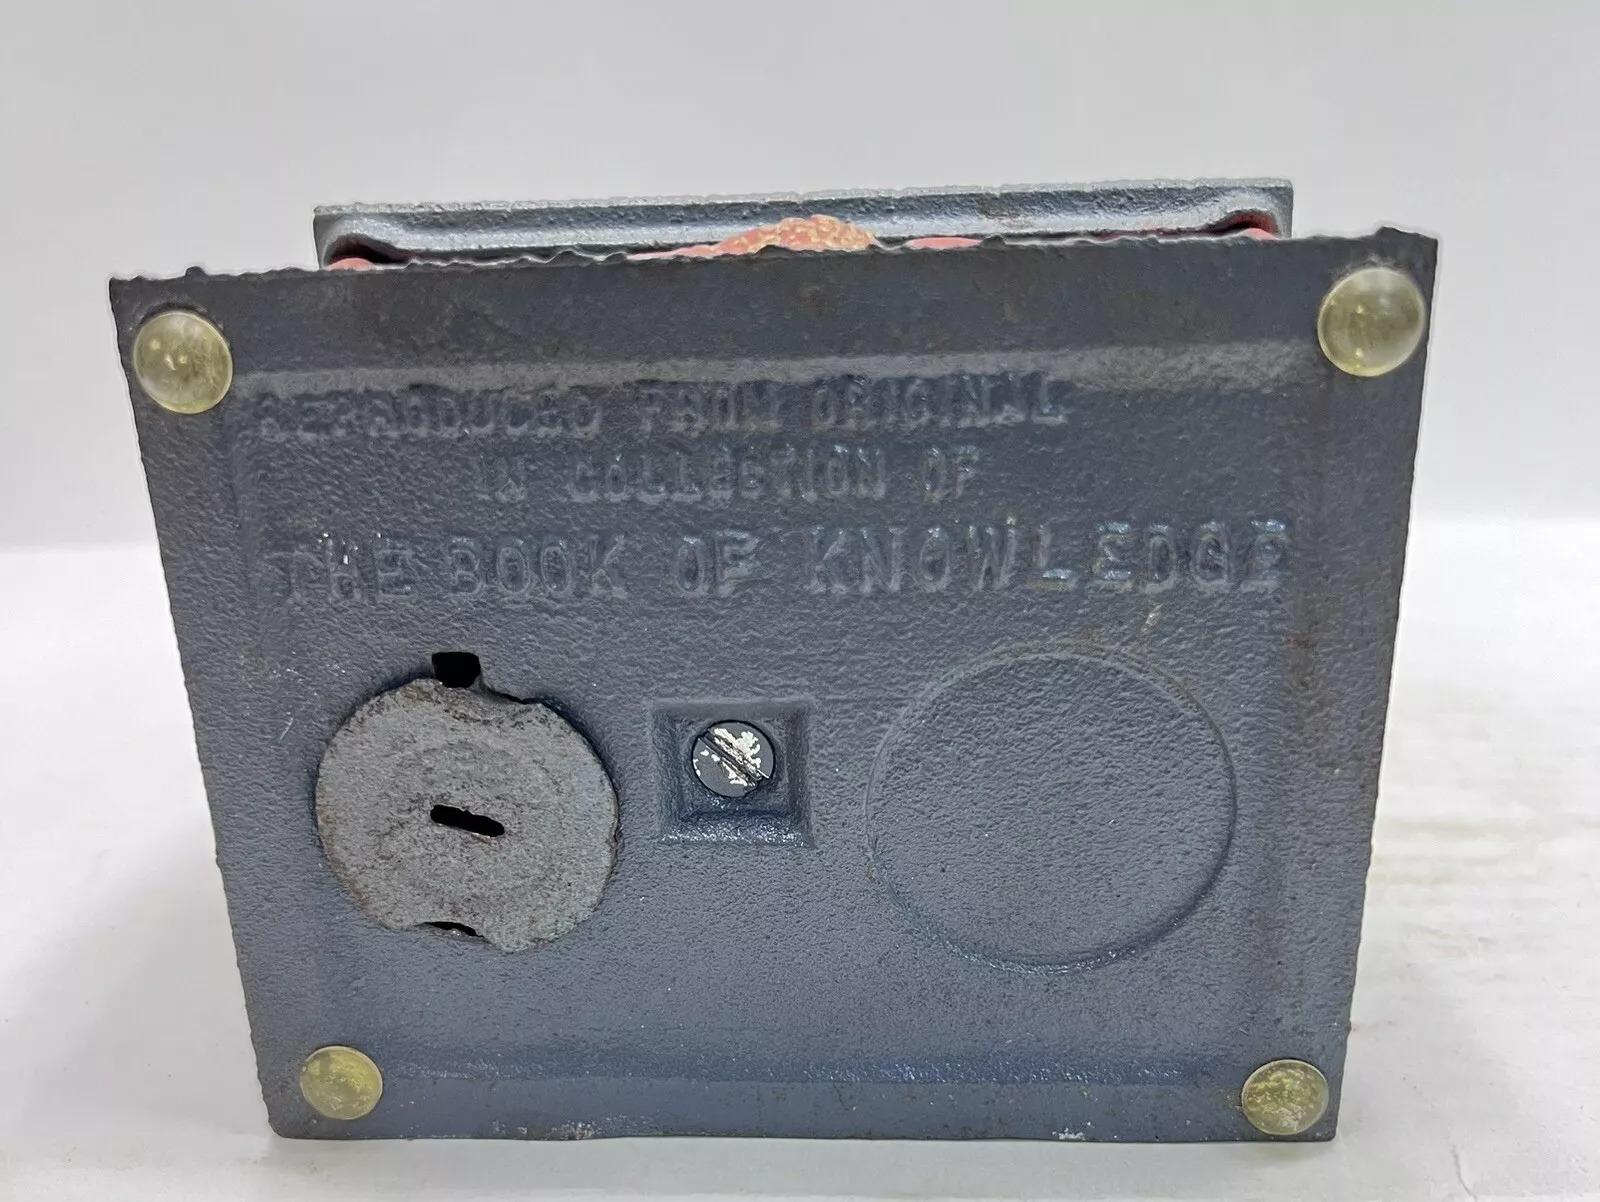 REPRODUCED FROM ORIGINAL
IN COLLECTION OF
THE BOOK OF KNOWLEDGE